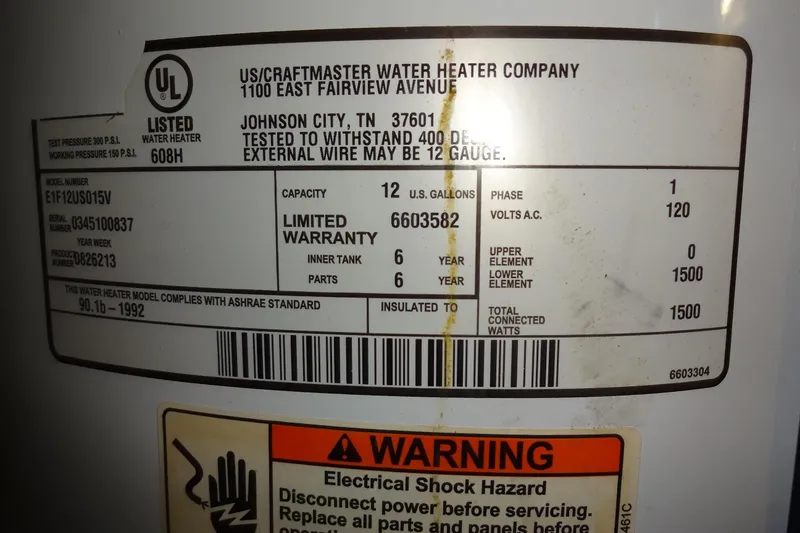 UL
®
LISTED
WATER HEATER
608H
TEST PRESSURE 300 P.S.I.
WORKING PRESSURE 150 P.S.I.
US/CRAFTMASTER WATER HEATER COMPANY
1100 EAST FAIRVIEW AVENUE
JOHNSON CITY, TN 37601
TESTED TO WITHSTAND 400
EXTERNAL WIRE MAY BE 12 GAUGE.
MODEL NUMBER
E1F12US015V
SERIAL NUMBER 0345100837
YEAR WEEK
PRODUCT NUMBER 0826213
CAPACITY 12 U.S. GALLONS
LIMITED WARRANTY 6603582
INNER TANK 6 YEAR
PARTS 6 YEAR
PHASE 1
VOLTS A.C. 120
UPPER ELEMENT 0
LOWER ELEMENT 1500
TOTAL CONNECTED WATTS 1500
THIS WATER HEATER MODEL COMPLIES WITH ASHRAE STANDARD
90.1b-1992
INSULATED TO
6603304
WARNING
Electrical Shock Hazard
Disconnect power before servicing.
Replace all parts and panels before
461C